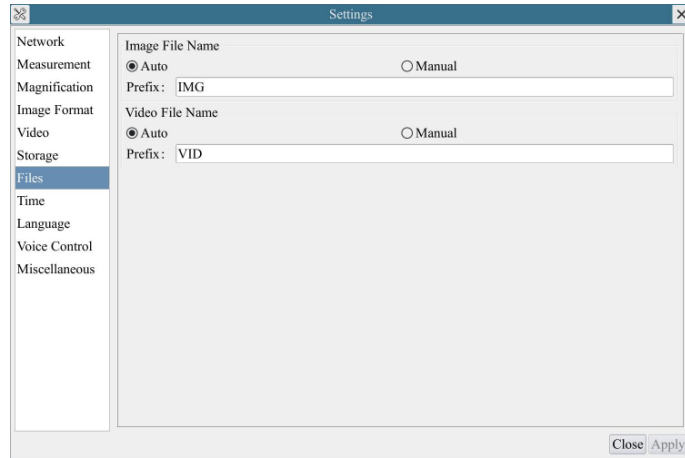 Settings
Network
Measurement
Magnification
Image Format
Video
Storage
Files
Time
Language
Voice Control
Miscellaneous
Image File Name
Auto Manual
Prefix: IMG
Video File Name
Auto Manual
Prefix: VID
Close Apply